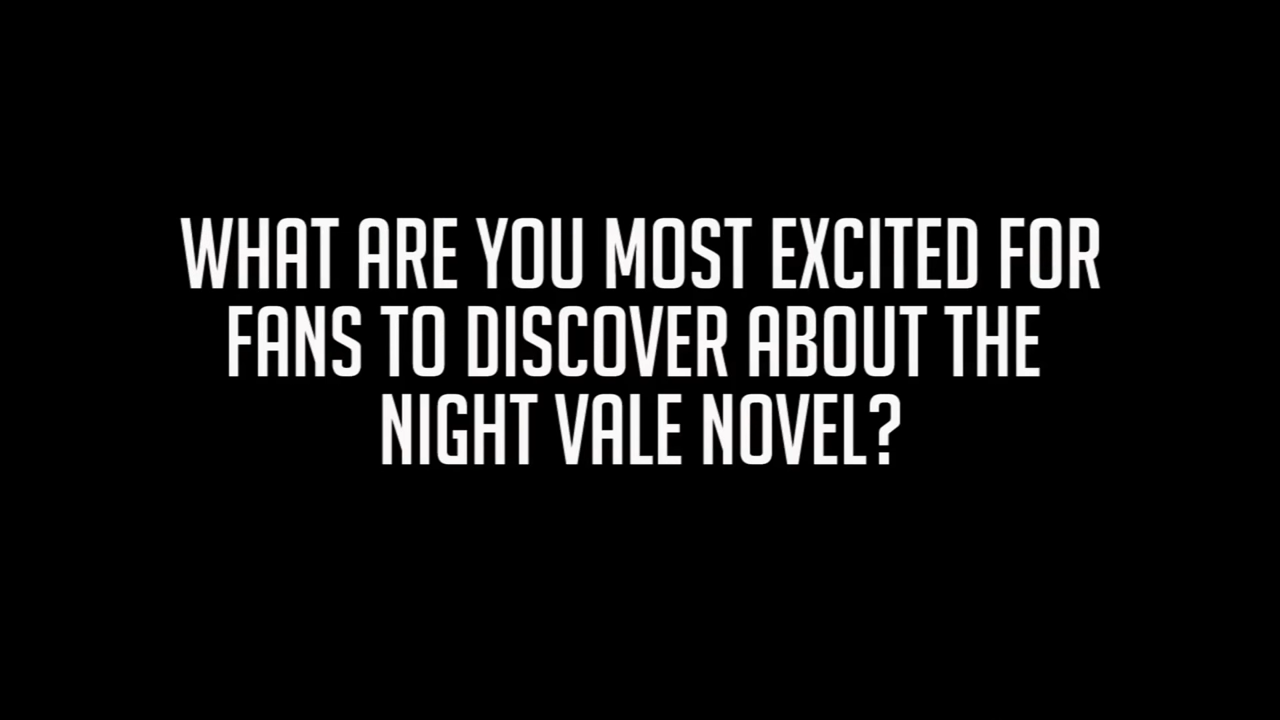 WHAT ARE YOU MOST EXCITED FOR
FANS TO DISCOVER ABOUT THE
NIGHT VALE NOVEL?